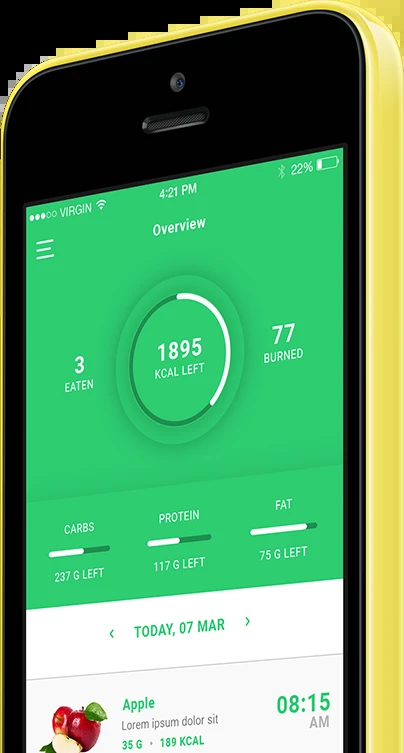 VIRGIN 4:21 PM 22%
Overview
3
EATEN
1895
KCAL LEFT
77
BURNED
CARBS PROTEIN FAT
237 G LEFT 117 G LEFT 75 G LEFT
< TODAY, 07 MAR >
Apple
Lorem ipsum dolor sit
35 G • 189 KCAL
08:15
AM